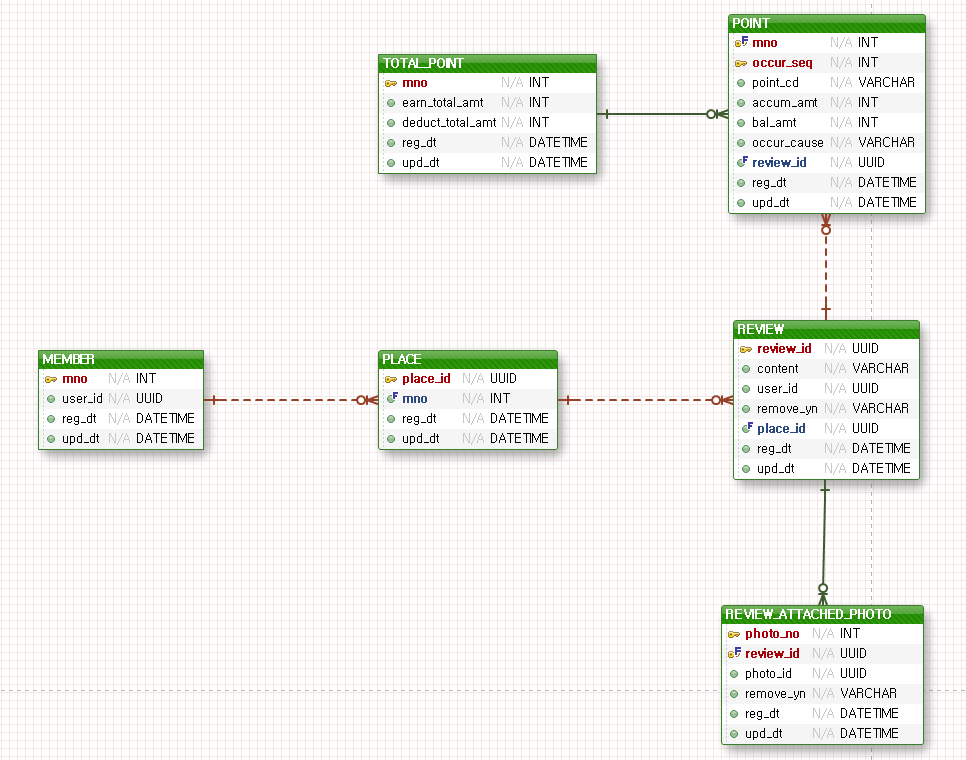 POINT
mno N/A INT
occur_seq N/A INT
point_cd N/A VARCHAR
accum_amt N/A INT
bal_amt N/A INT
occur_cause N/A VARCHAR
review_id N/A UUID
reg_dt N/A DATETIME
upd_dt N/A DATETIME
TOTAL_POINT
mno N/A INT
earn_total_amt N/A INT
deduct_total_amt N/A INT
reg_dt N/A DATETIME
upd_dt N/A DATETIME
MEMBER
mno N/A INT
user_id N/A UUID
reg_dt N/A DATETIME
upd_dt N/A DATETIME
PLACE
place_id N/A UUID
mno N/A INT
reg_dt N/A DATETIME
upd_dt N/A DATETIME
REVIEW
review_id N/A UUID
content N/A VARCHAR
user_id N/A UUID
remove_yn N/A VARCHAR
place_id N/A UUID
reg_dt N/A DATETIME
upd_dt N/A DATETIME
REVIEW_ATTACHED_PHOTO
photo_no N/A INT
review_id N/A UUID
photo_id N/A UUID
remove_yn N/A VARCHAR
reg_dt N/A DATETIME
upd_dt N/A DATETIME